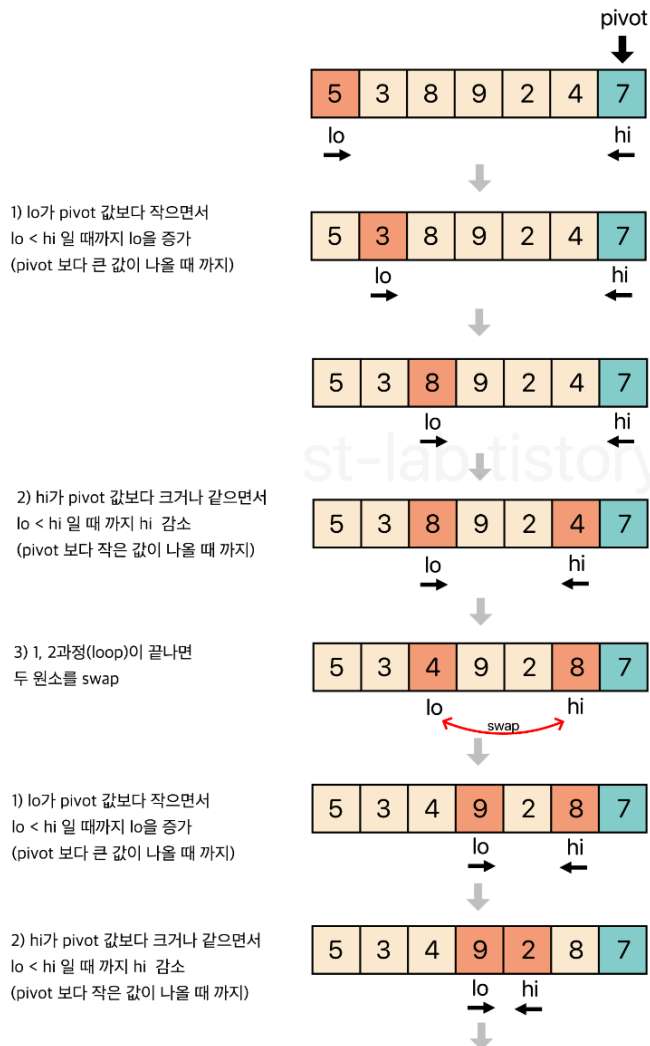 pivot
5 3 8 9 2 4 7
lo hi
1) lo가 pivot 값보다 작으면서
lo < hi 일 때까지 lo을 증가
(pivot 보다 큰 값이 나올 때 까지)
5 3 8 9 2 4 7
lo hi
5 3 8 9 2 4 7
lo hi
st-lab.tistory
2) hi가 pivot 값보다 크거나 같으면서
lo < hi 일 때 까지 hi 감소
(pivot 보다 작은 값이 나올 때 까지)
5 3 8 9 2 4 7
lo hi
3) 1, 2과정(loop)이 끝나면
두 원소를 swap
5 3 4 9 2 8 7
lo hi
swap
1) lo가 pivot 값보다 작으면서
lo < hi 일 때까지 lo을 증가
(pivot 보다 큰 값이 나올 때 까지)
5 3 4 9 2 8 7
lo hi
2) hi가 pivot 값보다 크거나 같으면서
lo < hi 일 때 까지 hi 감소
(pivot 보다 작은 값이 나올 때 까지)
5 3 4 9 2 8 7
lo hi